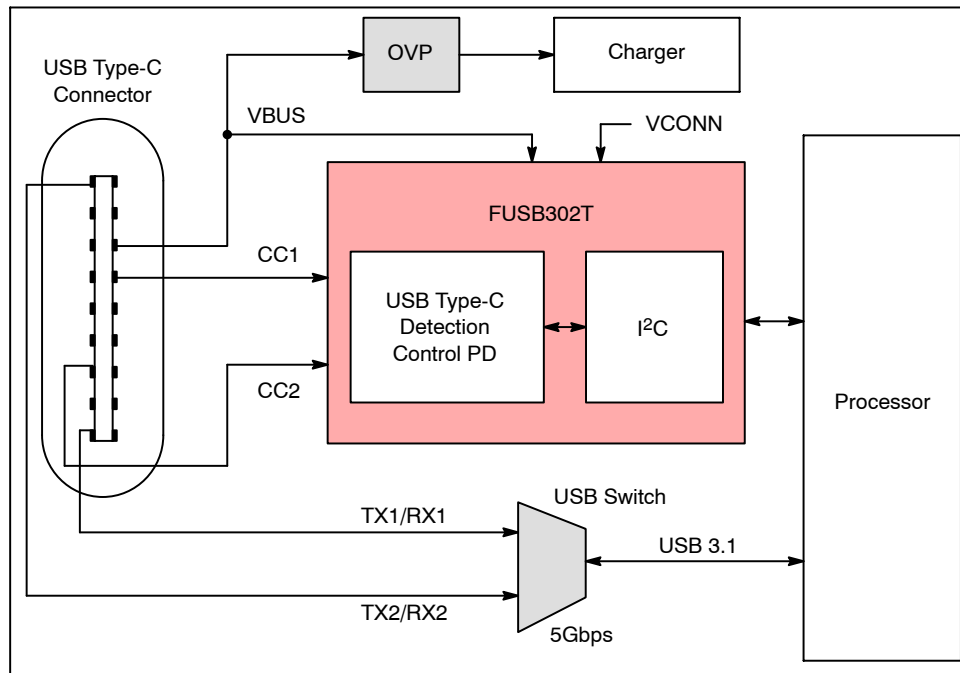 OVP
Charger
USB Type-C
Connector
VBUS
VCONN
FUSB302T
CC1
USB Type-C
Detection
Control PD
I²C
CC2
Processor
USB Switch
TX1/RX1
USB 3.1
TX2/RX2
5Gbps